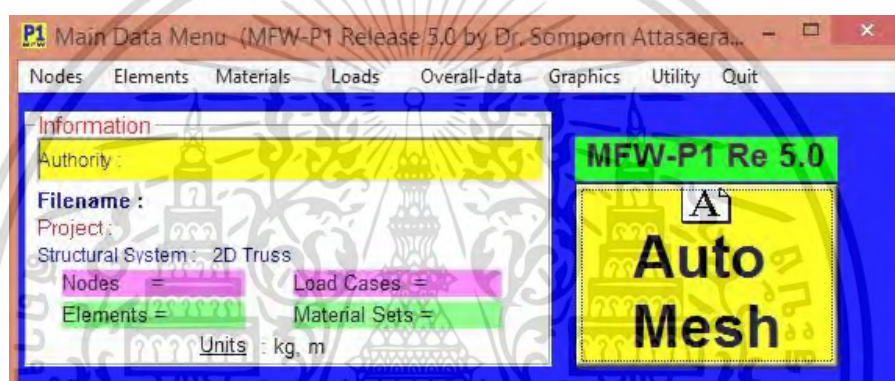 P1 Main Data Menu (MFW-P1 Release 5.0 by Dr. Somporn Attasaera...
Nodes Elements Materials Loads Overall-data Graphics Utility Quit
Information
Authority :
Filename :
Project :
Structural System : 2D Truss
Nodes = Load Cases =
Elements = Material Sets =
Units : kg, m
MFW-P1 Re 5.0
A
Auto
Mesh